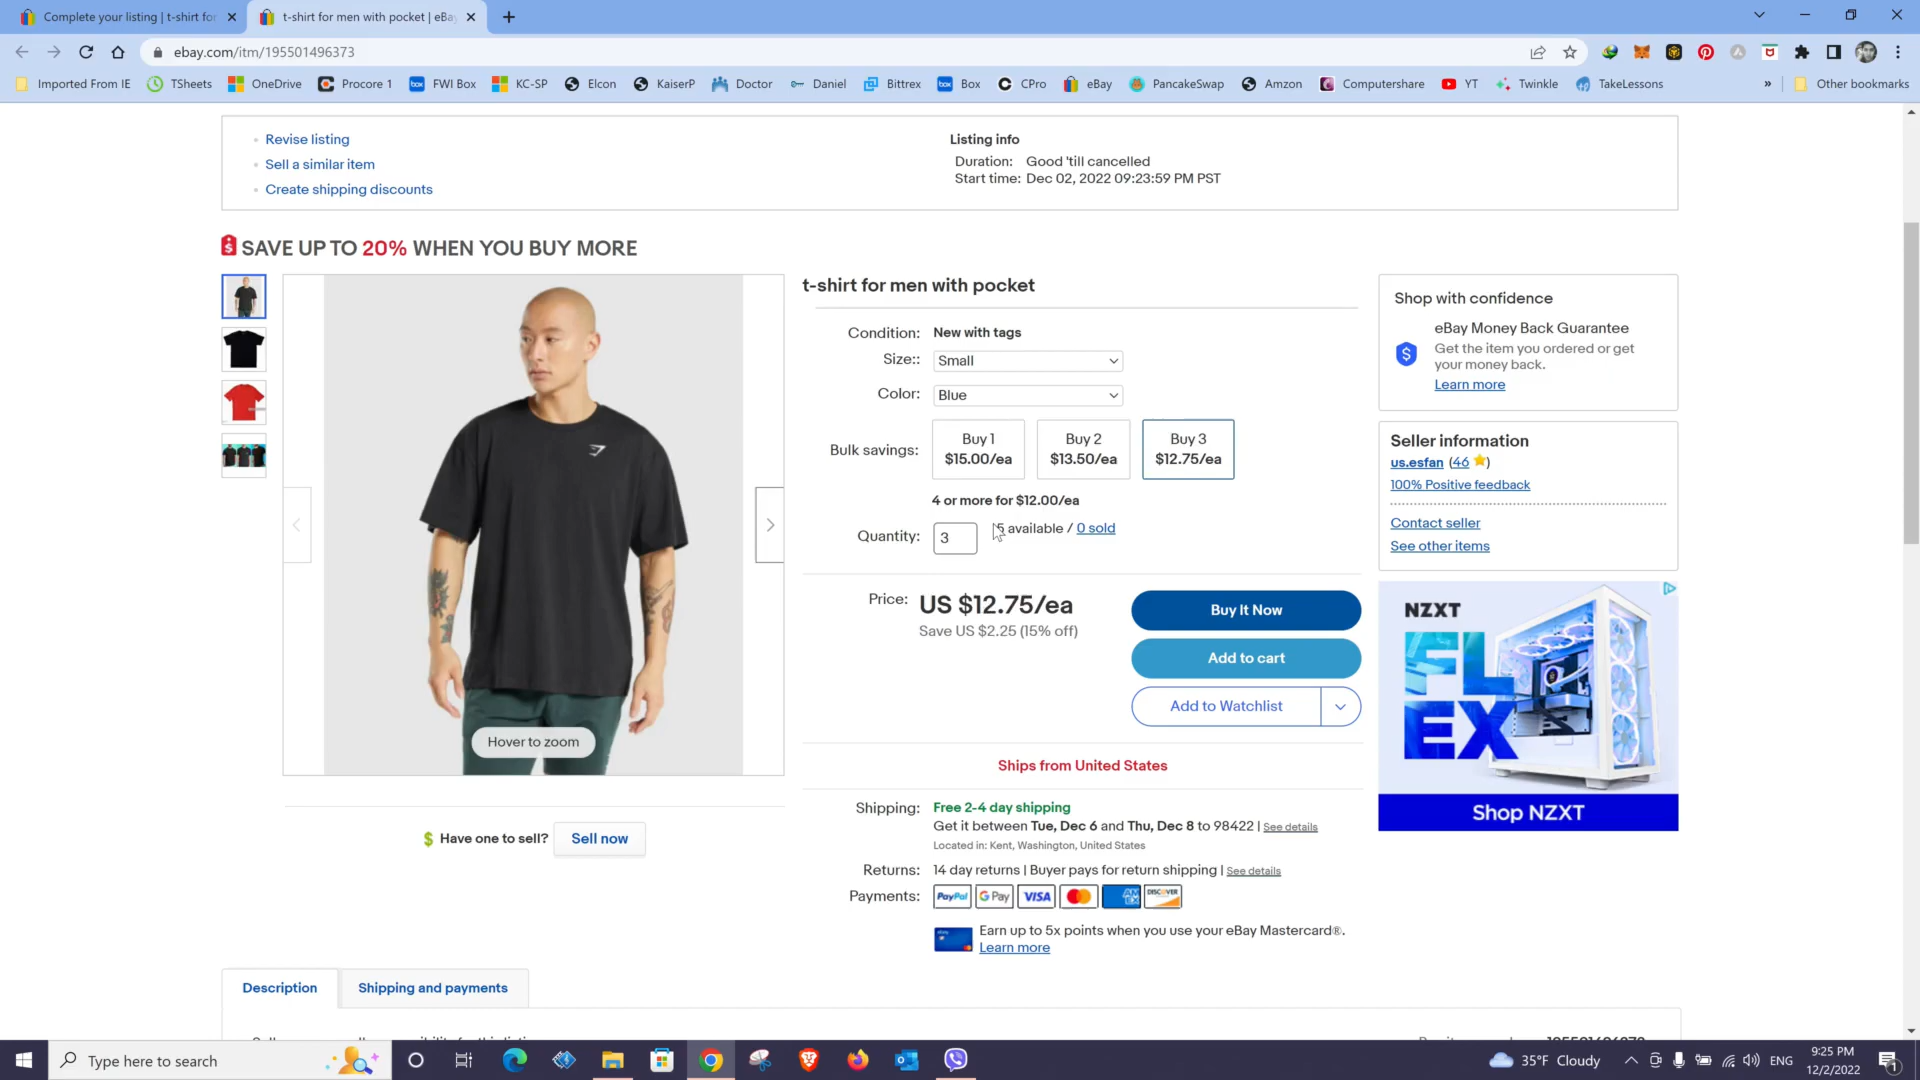 Complete your listing | t-shirt for
t-shirt for men with pocket | eBay
ebay.com/itm/195501496373
Imported From IE
TSheets
OneDrive
Procore 1
FWI Box
KC-SP
Elcon
KaiserP
Doctor
Daniel
Bittrex
Box
CPro
eBay
PancakeSwap
Amzon
Computershare
YT
Twinkle
TakeLessons
»
Other bookmarks
Revise listing
Sell a similar item
Create shipping discounts
Listing info
Duration: Good 'till cancelled
Start time: Dec 02, 2022 09:23:59 PM PST
SAVE UP TO 20% WHEN YOU BUY MORE
t-shirt for men with pocket
Condition: New with tags
Size:: Small
Color: Blue
Bulk savings:
Buy 1
$15.00/ea
Buy 2
$13.50/ea
Buy 3
$12.75/ea
4 or more for $12.00/ea
Quantity: 3
5 available / 0 sold
Price: US $12.75/ea
Save US $2.25 (15% off)
Buy It Now
Add to cart
Add to Watchlist
Hover to zoom
Have one to sell? Sell now
Ships from United States
Shipping: Free 2-4 day shipping
Get it between Tue, Dec 6 and Thu, Dec 8 to 98422 | See details
Located in: Kent, Washington, United States
Returns: 14 day returns | Buyer pays for return shipping | See details
Payments: PayPal G Pay VISA AM EX DISCOVER
Earn up to 5x points when you use your eBay Mastercard®.
Learn more
Shop with confidence
eBay Money Back Guarantee
Get the item you ordered or get
your money back.
Learn more
Seller information
us.esfan (46)
100% Positive feedback
Contact seller
See other items
NZXT
FL
EX
Shop NZXT
Description
Shipping and payments
Type here to search
35°F Cloudy
ENG
9:25 PM
12/2/2022
1